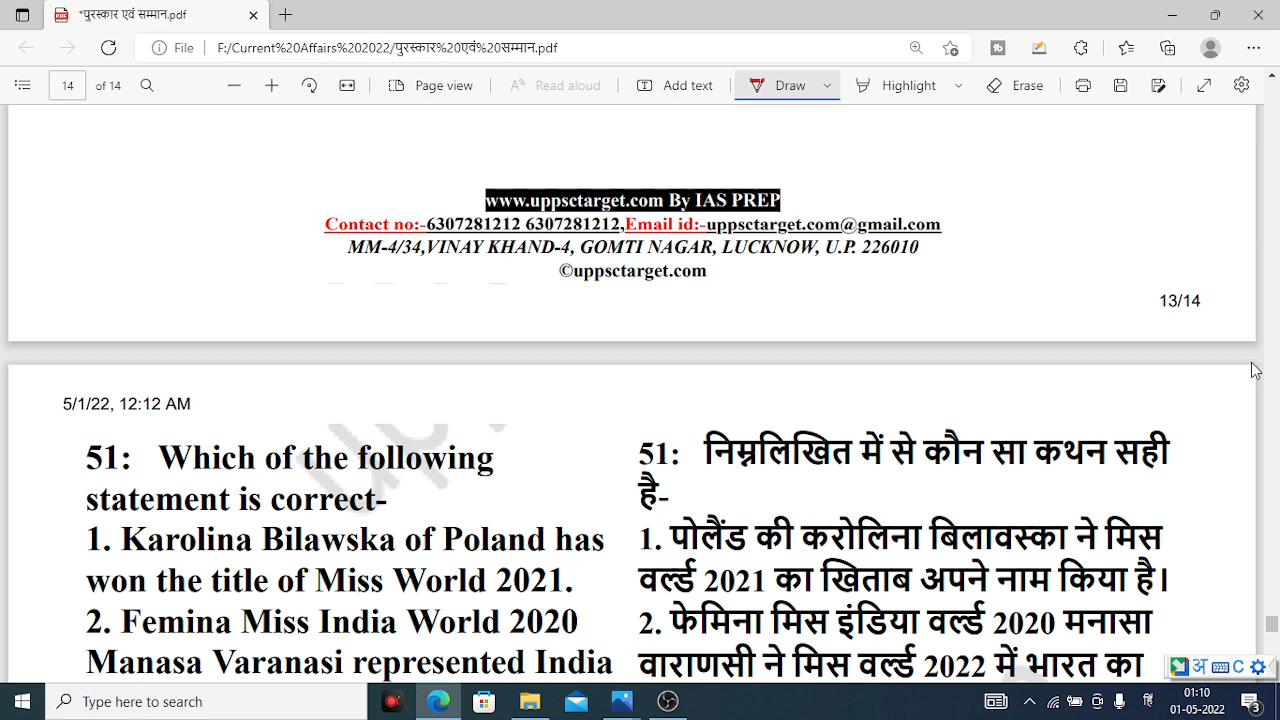 *पुरस्कार एवं सम्मान.pdf
File F:/Current%20Affairs%202022/पुरस्कार%20एवं%20सम्मान.pdf
14 of 14 Page view Read aloud Add text Draw Highlight Erase
www.uppsctarget.com By IAS PREP
Contact no:-6307281212 6307281212,Email id:-uppsctarget.com@gmail.com
MM-4/34,VINAY KHAND-4, GOMTI NAGAR, LUCKNOW, U.P. 226010
©uppsctarget.com
13/14
5/1/22, 12:12 AM
51: Which of the following
statement is correct-
1. Karolina Bilawska of Poland has
won the title of Miss World 2021.
2. Femina Miss India World 2020
Manasa Varanasi represented India
51: निम्नलिखित में से कौन सा कथन सही
है-
1. पोलैंड की करोलिना बिलावस्का ने मिस
वर्ल्ड 2021 का खिताब अपने नाम किया है।
2. फेमिना मिस इंडिया वर्ल्ड 2020 मनासा
वाराणसी ने मिस वर्ल्ड 2022 में भारत का
अ C
Type here to search
हि
01:10
01-05-2022
3